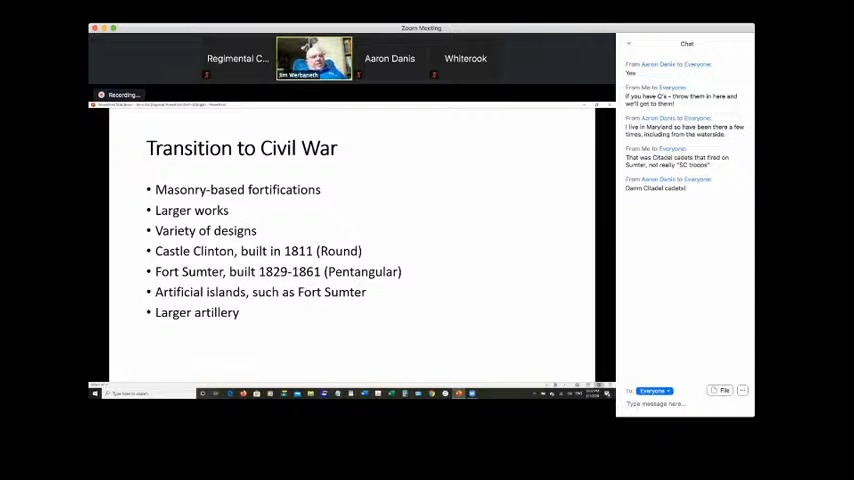 Zoom Meeting
Regimental C...
Aaron Danis
Whiterook
Jim Werbaneth
Recording...
Transition to Civil War
• Masonry-based fortifications
• Larger works
• Variety of designs
• Castle Clinton, built in 1811 (Round)
• Fort Sumter, built 1829-1861 (Pentangular)
• Artificial islands, such as Fort Sumter
• Larger artillery
Type here to search
Chat
From Aaron Danis to Everyone:
Yes
From Me to Everyone:
if you have Q's - throw them in here and
we'll get to them!
From Aaron Danis to Everyone:
I live in Maryland so have been there a few
times, including from the waterside.
From Me to Everyone:
That was Citadel cadets that fired on
Sumter, not really "SC troops"
From Aaron Danis to Everyone:
Damn Citadel cadets!
To: Everyone
File
Type message here...